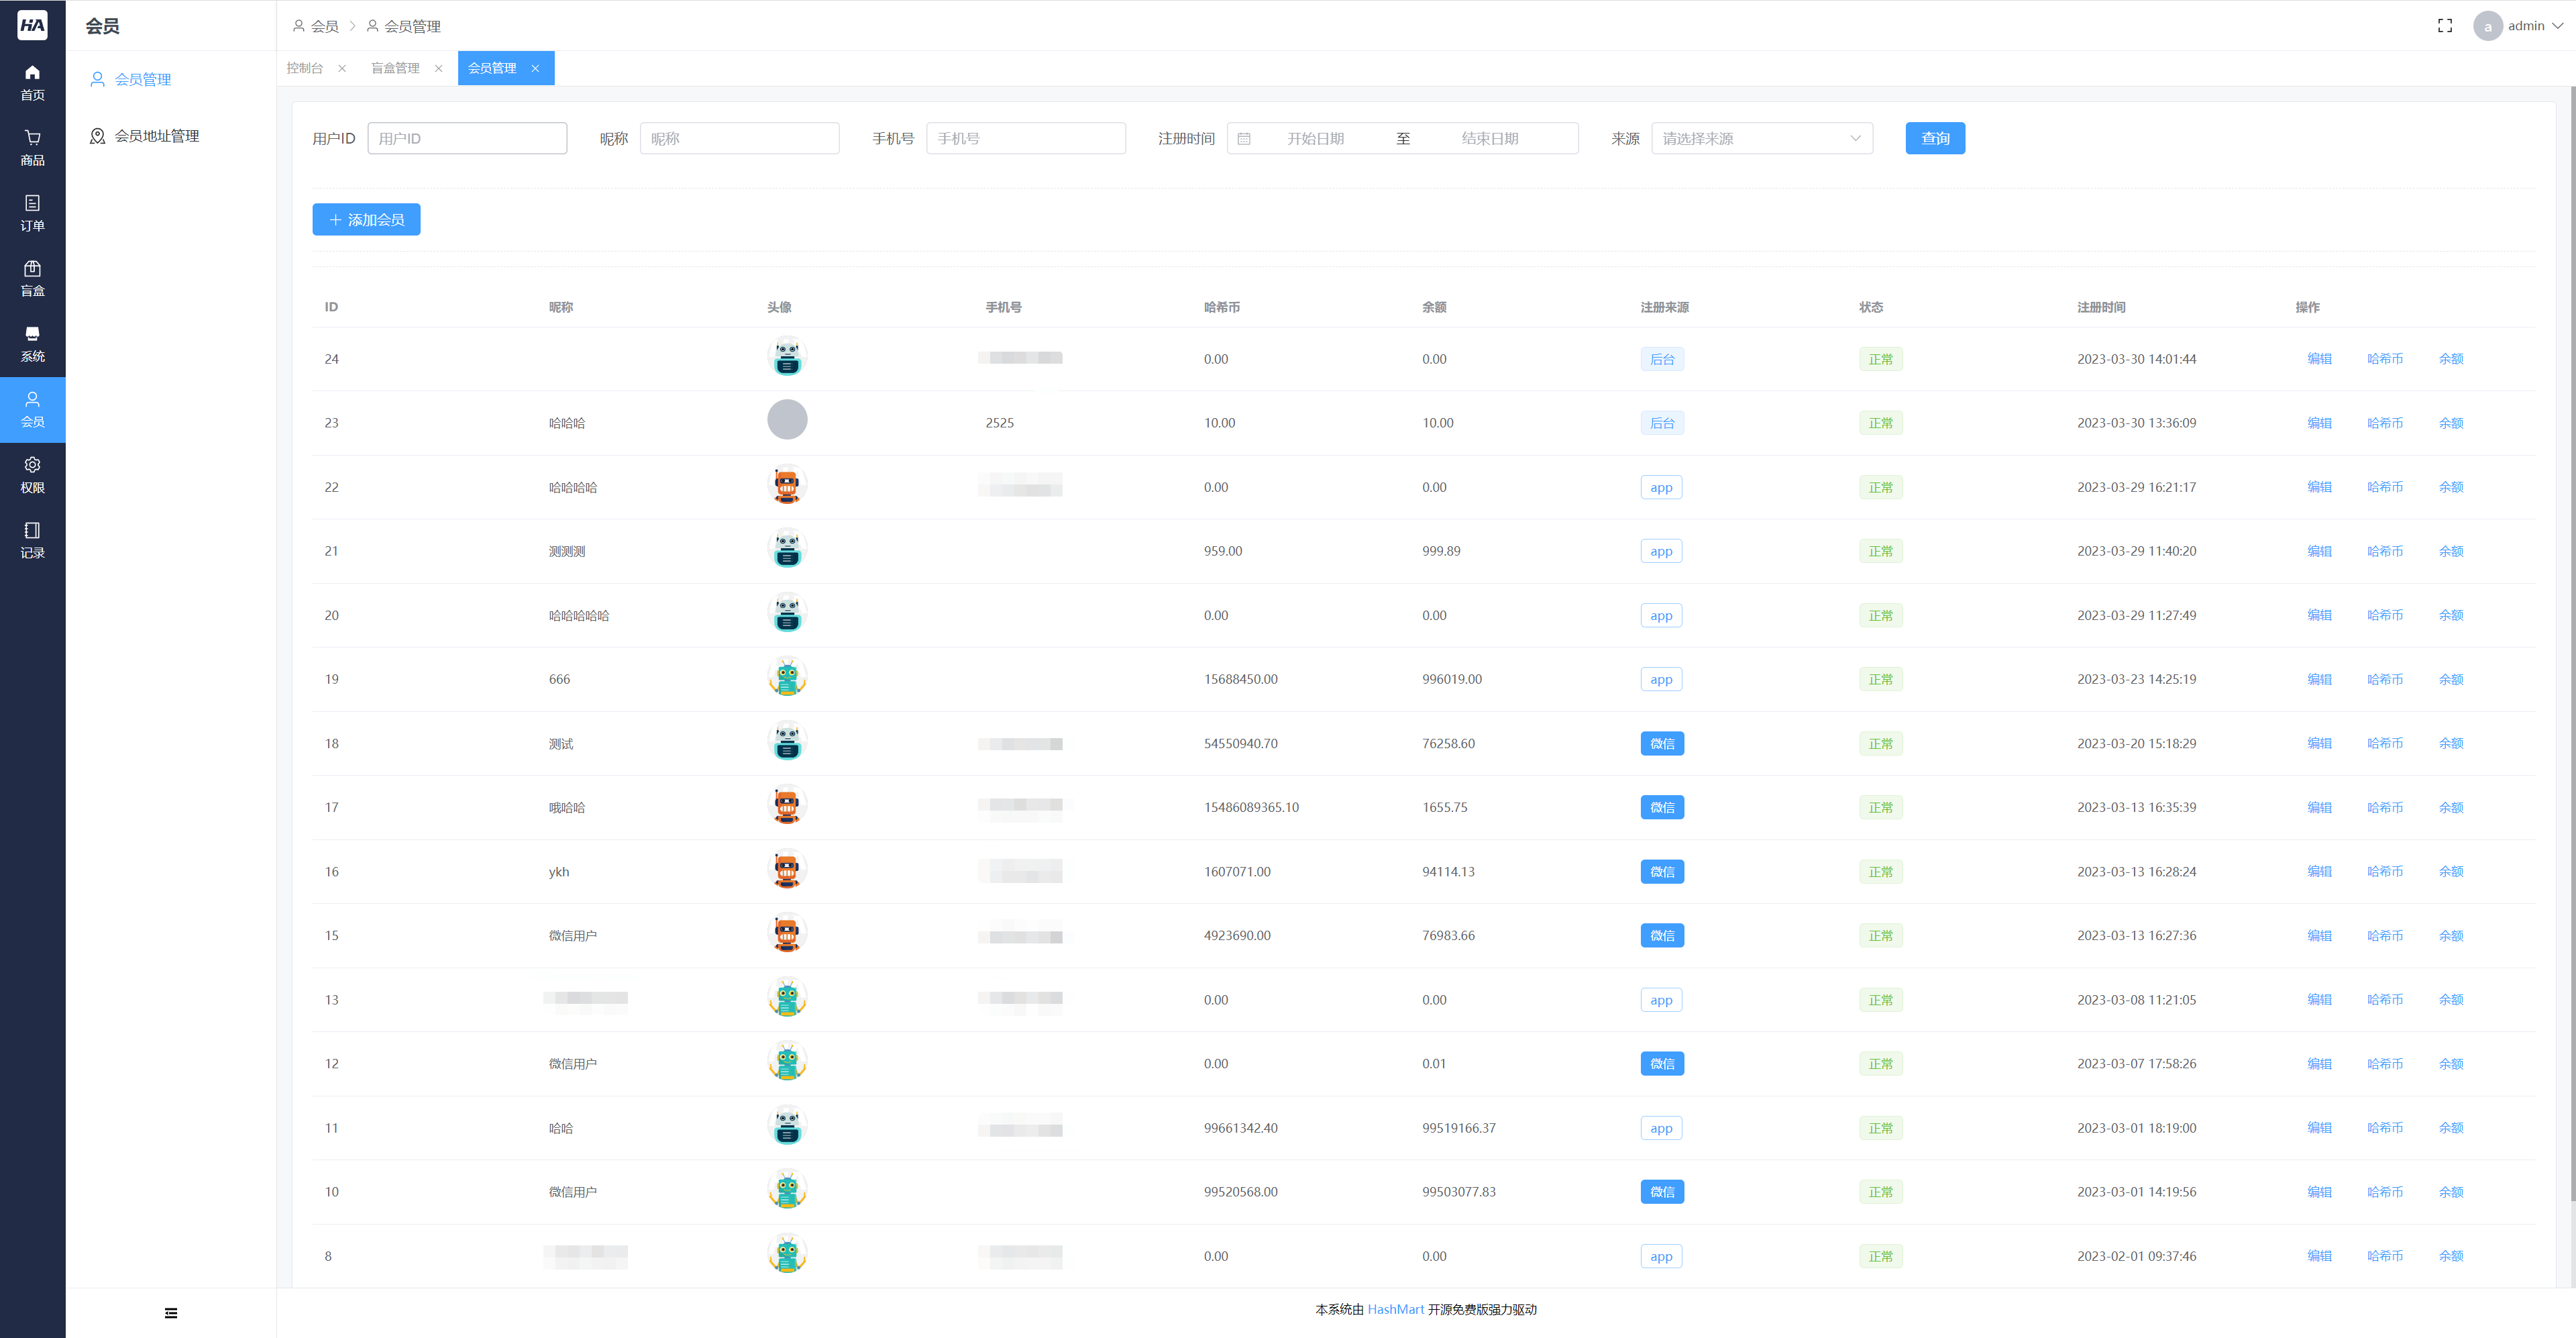 HA
会员
会员 会员管理
admin
a
控制台 盲盒管理 会员管理
首页
商品
订单
盲盒
系统
会员
权限
记录
会员管理
会员地址管理
用户ID 用户ID 昵称 昵称 手机号 手机号 注册时间 开始日期 至 结束日期 来源 请选择来源 查询
添加会员
ID 昵称 头像 手机号 哈希币 余额 注册来源 状态 注册时间 操作
24 0.00 0.00 后台 正常 2023-03-30 14:01:44 编辑 哈希币 余额
23 哈哈哈 2525 10.00 10.00 后台 正常 2023-03-30 13:36:09 编辑 哈希币 余额
22 哈哈哈哈 0.00 0.00 app 正常 2023-03-29 16:21:17 编辑 哈希币 余额
21 测测测 959.00 999.89 app 正常 2023-03-29 11:40:20 编辑 哈希币 余额
20 哈哈哈哈哈 0.00 0.00 app 正常 2023-03-29 11:27:49 编辑 哈希币 余额
19 666 15688450.00 996019.00 app 正常 2023-03-23 14:25:19 编辑 哈希币 余额
18 测试 54550940.70 76258.60 微信 正常 2023-03-20 15:18:29 编辑 哈希币 余额
17 哦哈哈 15486089365.10 1655.75 微信 正常 2023-03-13 16:35:39 编辑 哈希币 余额
16 ykh 1607071.00 94114.13 微信 正常 2023-03-13 16:28:24 编辑 哈希币 余额
15 微信用户 4923690.00 76983.66 微信 正常 2023-03-13 16:27:36 编辑 哈希币 余额
13 0.00 0.00 app 正常 2023-03-08 11:21:05 编辑 哈希币 余额
12 微信用户 0.00 0.01 微信 正常 2023-03-07 17:58:26 编辑 哈希币 余额
11 哈哈 99661342.40 99519166.37 app 正常 2023-03-01 18:19:00 编辑 哈希币 余额
10 微信用户 99520568.00 99503077.83 微信 正常 2023-03-01 14:19:56 编辑 哈希币 余额
8 0.00 0.00 app 正常 2023-02-01 09:37:46 编辑 哈希币 余额
本系统由 HashMart 开源免费版强力驱动